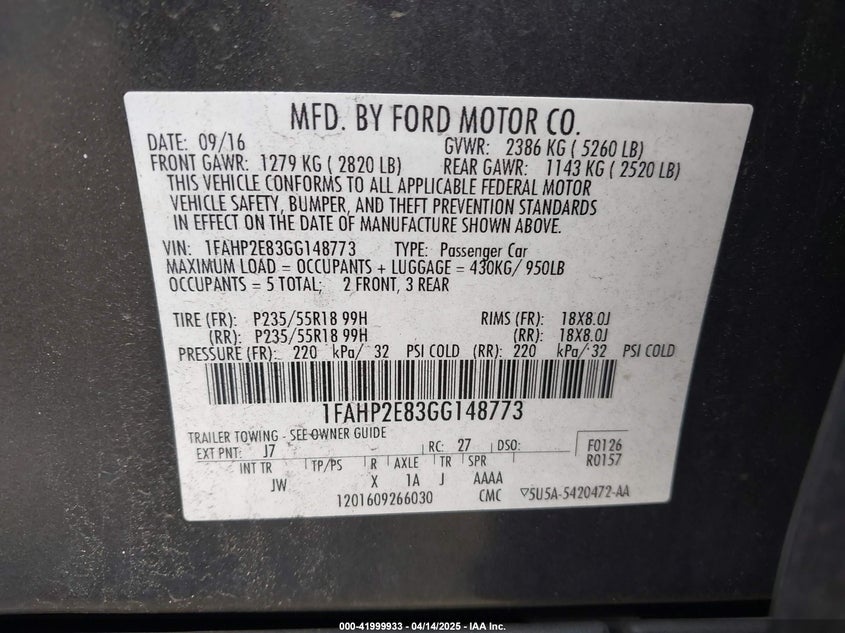 MFD. BY FORD MOTOR CO.
DATE: 09/16 GVWR: 2386 KG ( 5260 LB)
FRONT GAWR: 1279 KG ( 2820 LB) REAR GAWR: 1143 KG ( 2520 LB)
THIS VEHICLE CONFORMS TO ALL APPLICABLE FEDERAL MOTOR
VEHICLE SAFETY, BUMPER, AND THEFT PREVENTION STANDARDS
IN EFFECT ON THE DATE OF MANUFACTURE SHOWN ABOVE.
VIN: 1FAHP2E83GG148773 TYPE: Passenger Car
MAXIMUM LOAD = OCCUPANTS + LUGGAGE = 430KG/ 950LB
OCCUPANTS = 5 TOTAL; 2 FRONT, 3 REAR
TIRE (FR): P235/55R18 99H RIMS (FR): 18X8.0J
(RR): P235/55R18 99H (RR): 18X8.0J
PRESSURE (FR): 220 kPa/ 32 PSI COLD (RR): 220 kPa/ 32 PSI COLD
1FAHP2E83GG148773
TRAILER TOWING - SEE OWNER GUIDE
EXT PNT: J7 RC: 27 DSO: F0126
R0157
INT TR TP/PS R AXLE TR SPR
JW X 1A J AAAA
1201609266030 CMC ▽5U5A-5420472-AA
000-41999933 - 04/14/2025 - IAA Inc.